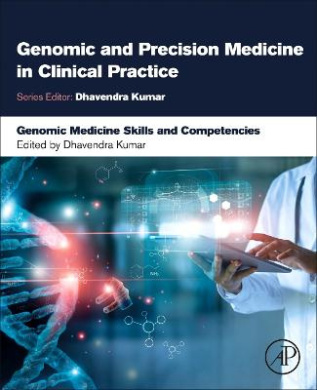 Genomic and Precision Medicine
in Clinical Practice
Series Editor: Dhavendra Kumar
Genomic Medicine Skills and Competencies
Edited by Dhavendra Kumar
AP